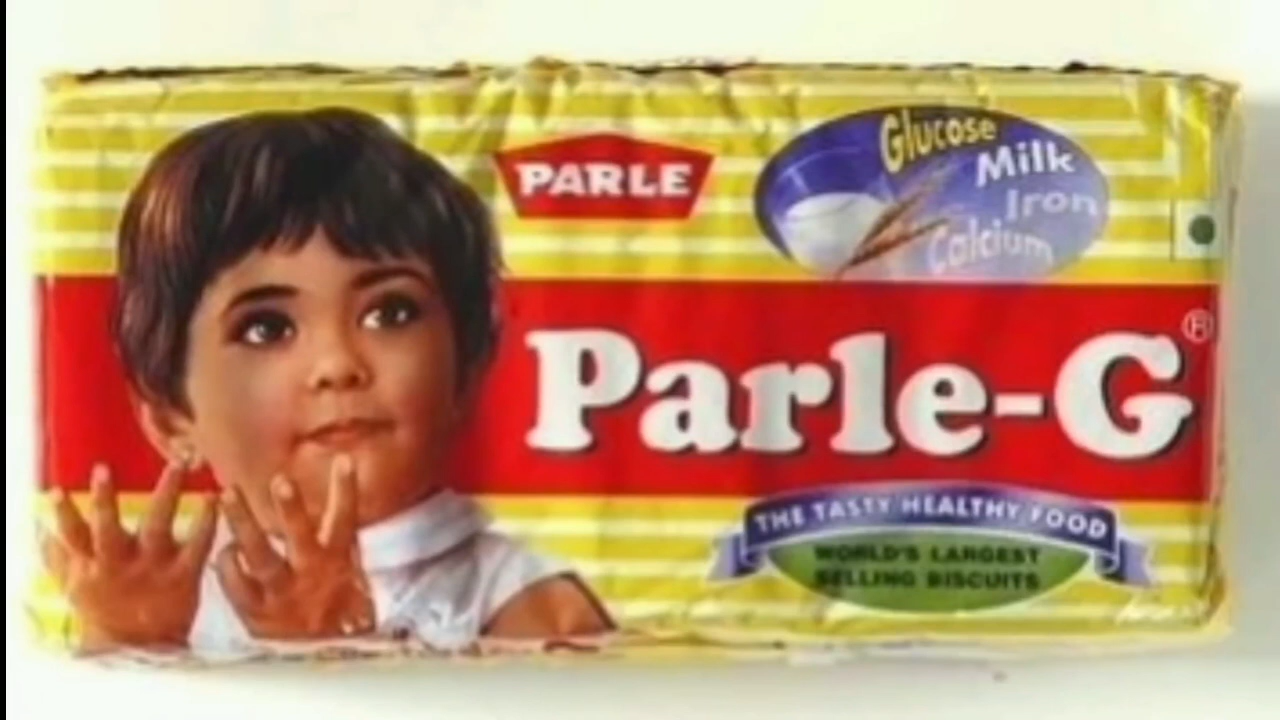 PARLE
Glucose
Milk
Iron
Calcium
Parle-G®
THE TASTY HEALTHY FOOD
WORLD'S LARGEST
SELLING BISCUITS